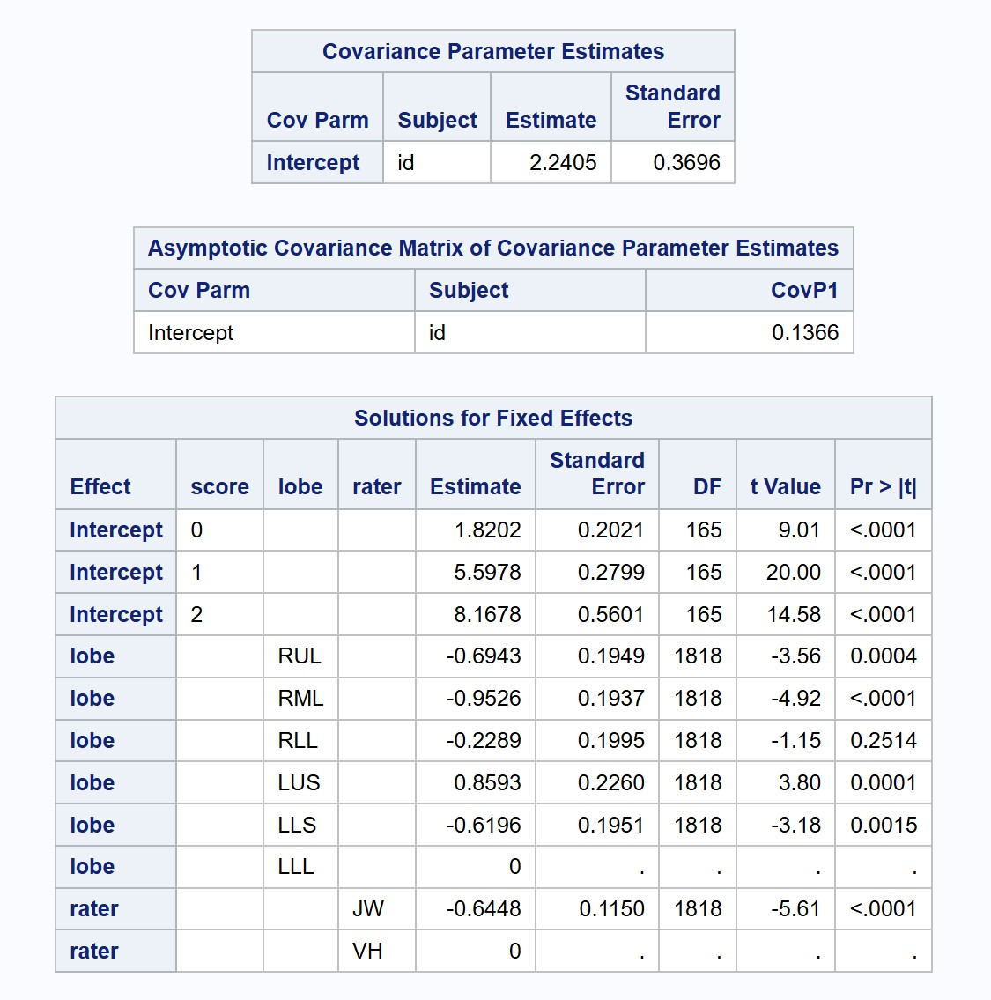 Covariance Parameter Estimates
Cov Parm Subject Estimate Standard Error
Intercept id 2.2405 0.3696
Asymptotic Covariance Matrix of Covariance Parameter Estimates
Cov Parm Subject CovP1
Intercept id 0.1366
Solutions for Fixed Effects
Effect score lobe rater Estimate Standard Error DF t Value Pr > |t|
Intercept 0 1.8202 0.2021 165 9.01 <.0001
Intercept 1 5.5978 0.2799 165 20.00 <.0001
Intercept 2 8.1678 0.5601 165 14.58 <.0001
lobe RUL -0.6943 0.1949 1818 -3.56 0.0004
lobe RML -0.9526 0.1937 1818 -4.92 <.0001
lobe RLL -0.2289 0.1995 1818 -1.15 0.2514
lobe LUS 0.8593 0.2260 1818 3.80 0.0001
lobe LLS -0.6196 0.1951 1818 -3.18 0.0015
lobe LLL 0 . . . .
rater JW -0.6448 0.1150 1818 -5.61 <.0001
rater VH 0 . . . .